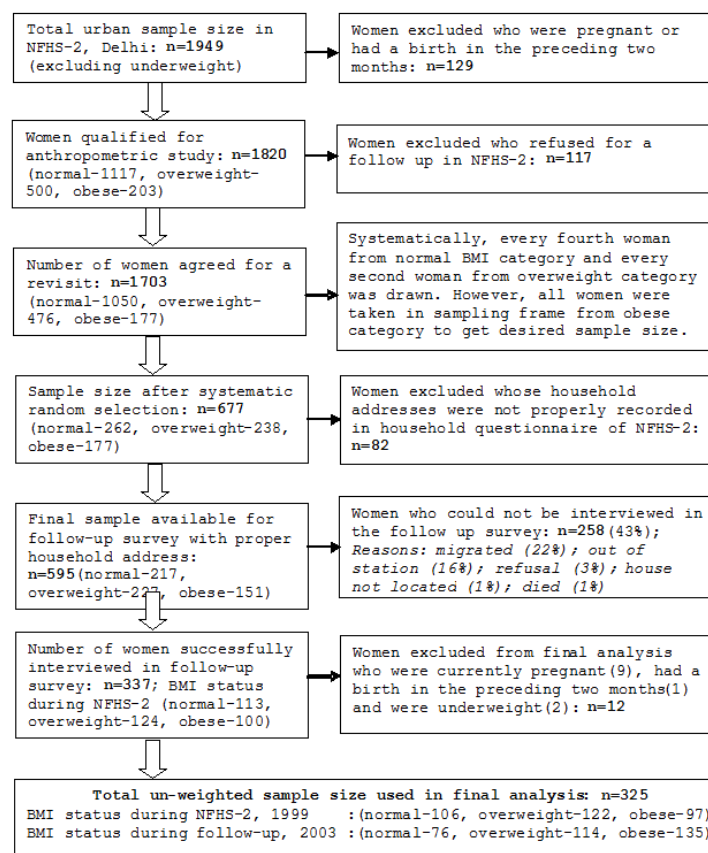 Total urban sample size in
NFHS-2, Delhi: n=1949
(excluding underweight)
Women excluded who were pregnant or
had a birth in the preceding two
months: n=129
Women qualified for
anthropometric study: n=1820
(normal-1117, overweight-
500, obese-203)
Women excluded who refused for a
follow up in NFHS-2: n=117
Number of women agreed for a
revisit: n=1703
(normal-1050, overweight-
476, obese-177)
Systematically, every fourth woman
from normal BMI category and every
second woman from overweight category
was drawn. However, all women were
taken in sampling frame from obese
category to get desired sample size.
Sample size after systematic
random selection: n=677
(normal-262, overweight-238,
obese-177)
Women excluded whose household
addresses were not properly recorded
in household questionnaire of NFHS-2:
n=82
Final sample available for
follow-up survey with proper
household address:
n=595(normal-217,
overweight-227, obese-151)
Women who could not be interviewed in
the follow up survey: n=258(43%);
Reasons: migrated (22%); out of
station (16%); refusal (3%); house
not located (1%); died (1%)
Number of women successfully
interviewed in follow-up
survey: n=337; BMI status
during NFHS-2 (normal-113,
overweight-124, obese-100)
Women excluded from final analysis
who were currently pregnant(9), had a
birth in the preceding two months(1)
and were underweight(2): n=12
Total un-weighted sample size used in final analysis: n=325
BMI status during NFHS-2, 1999 :(normal-106, overweight-122, obese-97)
BMI status during follow-up, 2003 :(normal-76, overweight-114, obese-135)